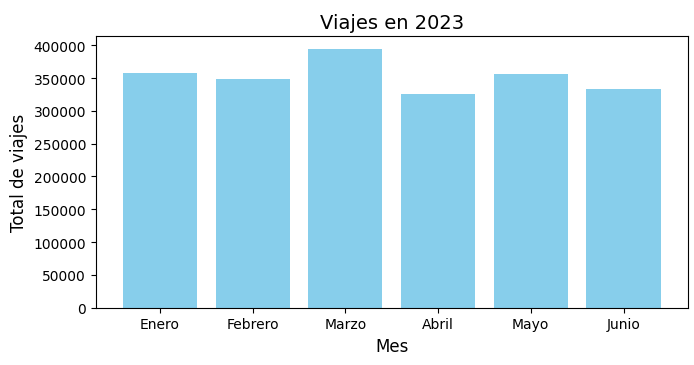 Viajes en 2023
Total de viajes
400000
350000
300000
250000
200000
150000
100000
50000
0
Enero Febrero Marzo Abril Mayo Junio
Mes